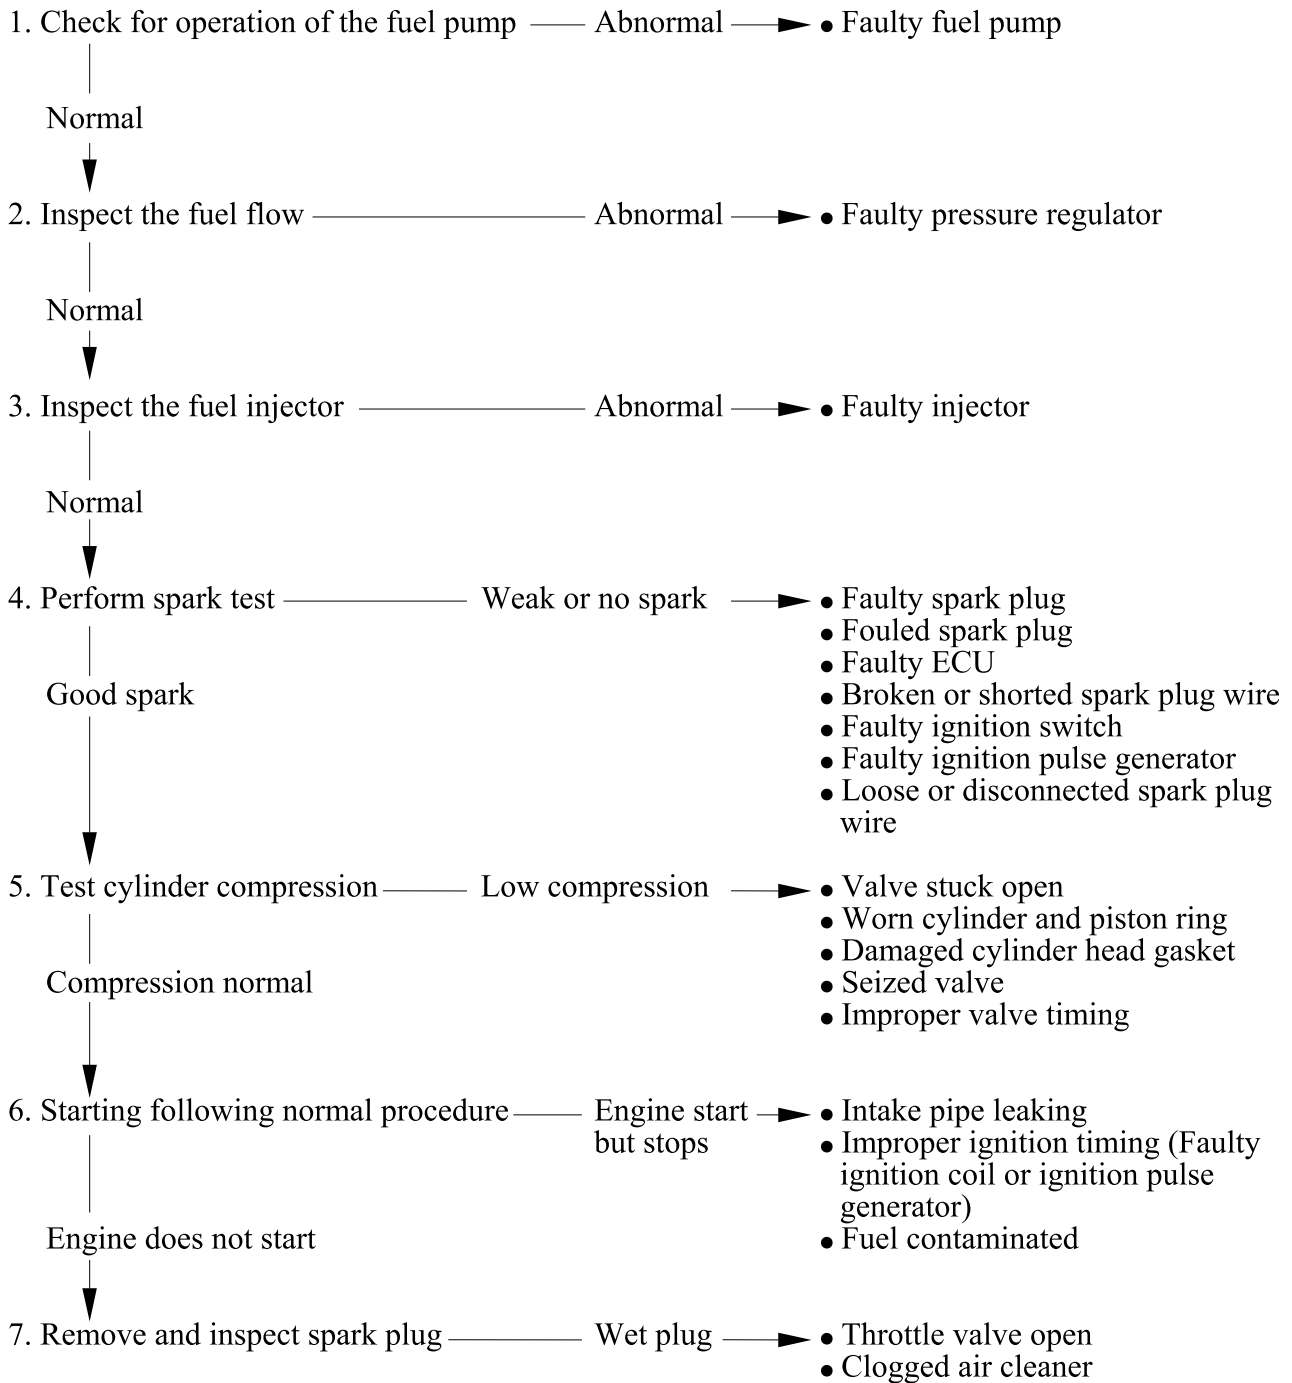 1. Check for operation of the fuel pump Abnormal ● Faulty fuel pump
Normal
2. Inspect the fuel flow Abnormal ● Faulty pressure regulator
Normal
3. Inspect the fuel injector Abnormal ● Faulty injector
Normal
4. Perform spark test Weak or no spark ● Faulty spark plug
● Fouled spark plug
● Faulty ECU
Good spark ● Broken or shorted spark plug wire
● Faulty ignition switch
● Faulty ignition pulse generator
● Loose or disconnected spark plug
wire
5. Test cylinder compression Low compression ● Valve stuck open
● Worn cylinder and piston ring
● Damaged cylinder head gasket
Compression normal ● Seized valve
● Improper valve timing
6. Starting following normal procedure Engine start ● Intake pipe leaking
but stops ● Improper ignition timing (Faulty
ignition coil or ignition pulse
generator)
Engine does not start ● Fuel contaminated
7. Remove and inspect spark plug Wet plug ● Throttle valve open
● Clogged air cleaner